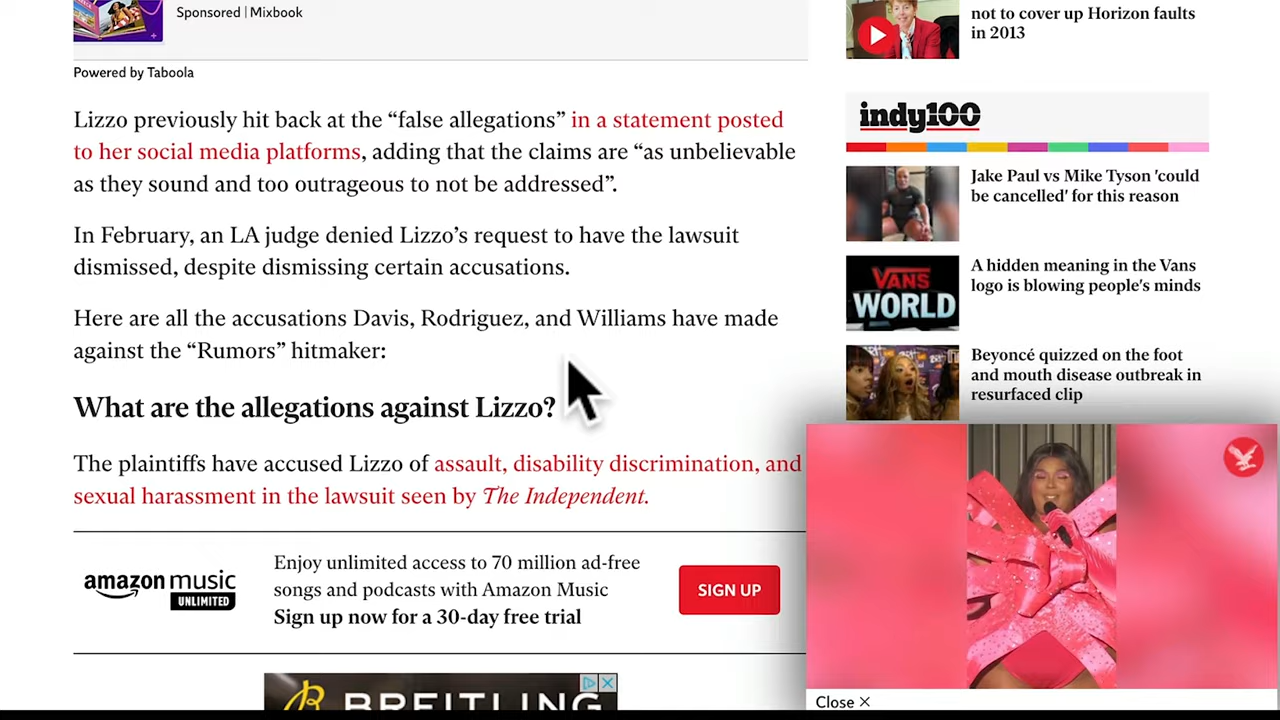 Sponsored | Mixbook
Powered by Taboola
Lizzo previously hit back at the “false allegations” in a statement posted
to her social media platforms, adding that the claims are “as unbelievable
as they sound and too outrageous to not be addressed”.
In February, an LA judge denied Lizzo’s request to have the lawsuit
dismissed, despite dismissing certain accusations.
Here are all the accusations Davis, Rodriguez, and Williams have made
against the “Rumors” hitmaker:
What are the allegations against Lizzo?
The plaintiffs have accused Lizzo of assault, disability discrimination, and
sexual harassment in the lawsuit seen by The Independent.
amazon music
UNLIMITED
Enjoy unlimited access to 70 million ad-free
songs and podcasts with Amazon Music
Sign up now for a 30-day free trial
SIGN UP
BREITLING
not to cover up Horizon faults
in 2013
indy100
Jake Paul vs Mike Tyson 'could
be cancelled' for this reason
VANS
WORLD
A hidden meaning in the Vans
logo is blowing people's minds
Beyoncé quizzed on the foot
and mouth disease outbreak in
resurfaced clip
Close ×